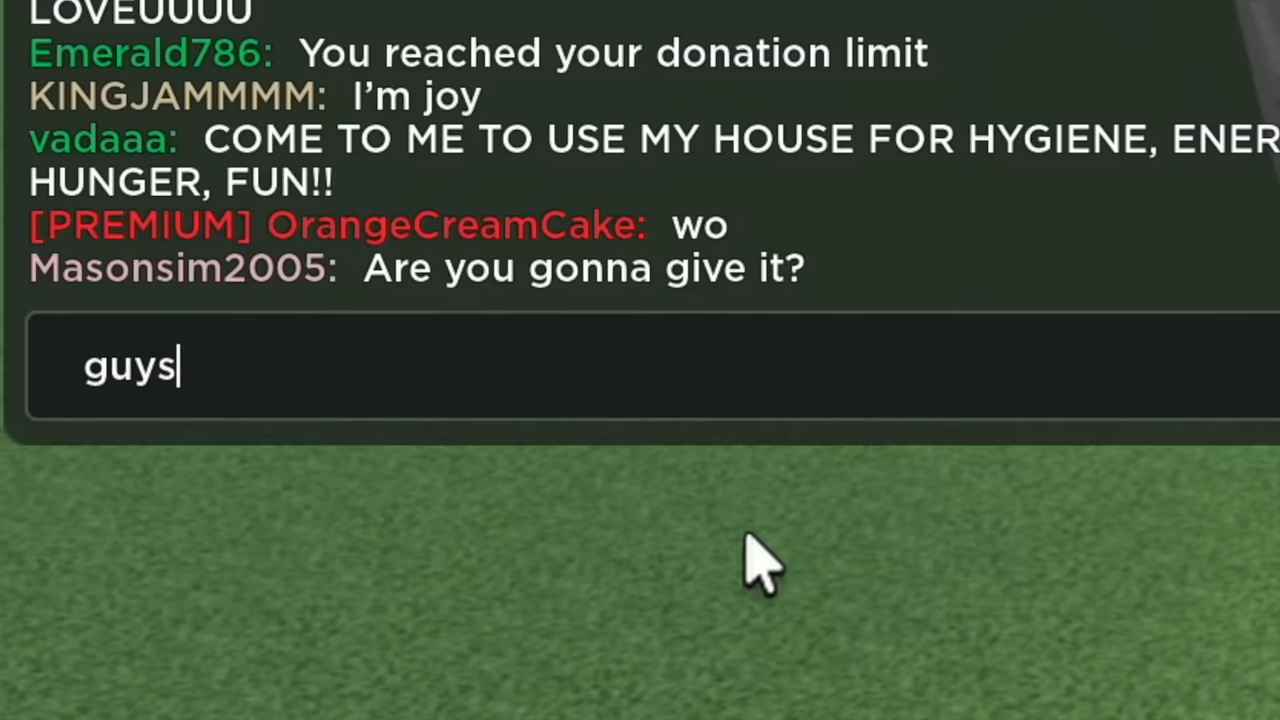 LOVEUUUU
Emerald786: You reached your donation limit
KINGJAMMMM: I’m joy
vadaaa: COME TO ME TO USE MY HOUSE FOR HYGIENE, ENER
HUNGER, FUN!!
[PREMIUM] OrangeCreamCake: wo
Masonsim2005: Are you gonna give it?
guys